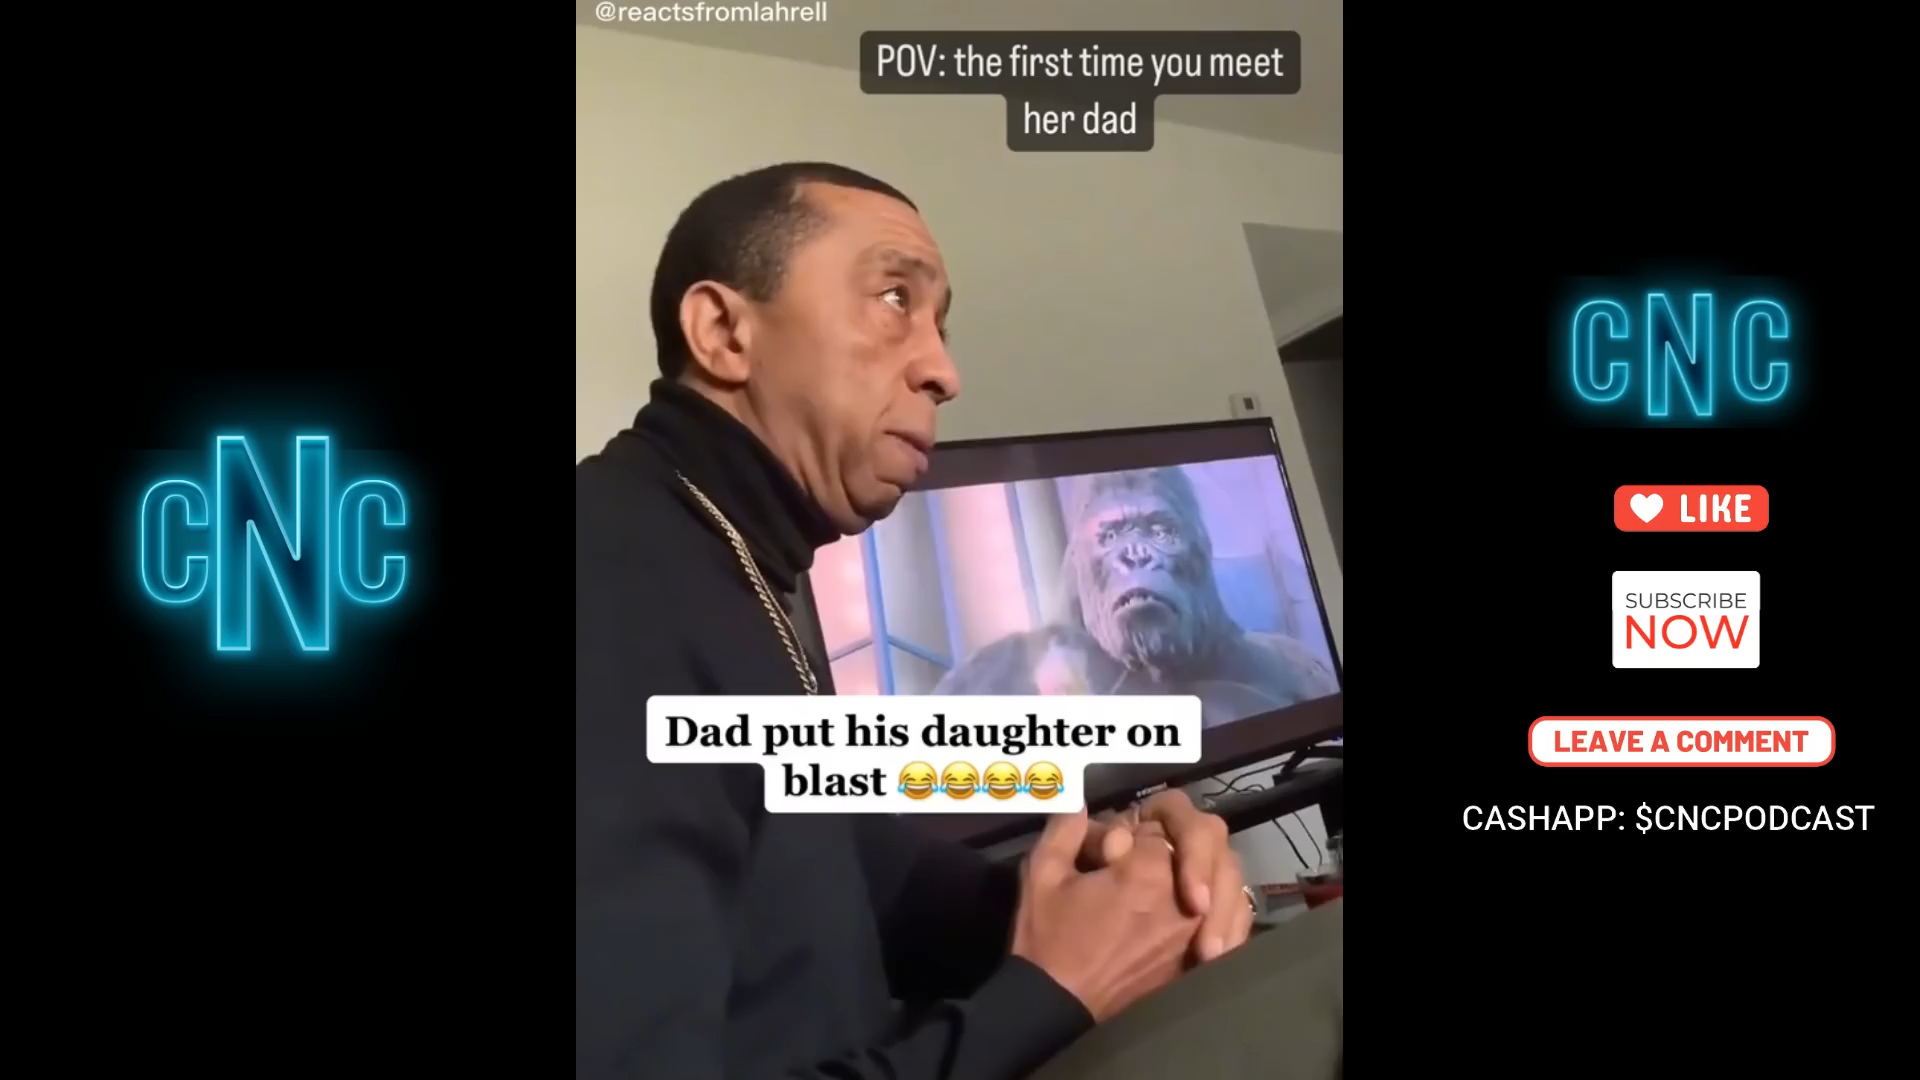 @reactsfromlahrell
POV: the first time you meet
her dad
Dad put his daughter on
blast 😂😂😂😂
CNC
CNC
LIKE
SUBSCRIBE
NOW
LEAVE A COMMENT
CASHAPP: $CNCPODCAST